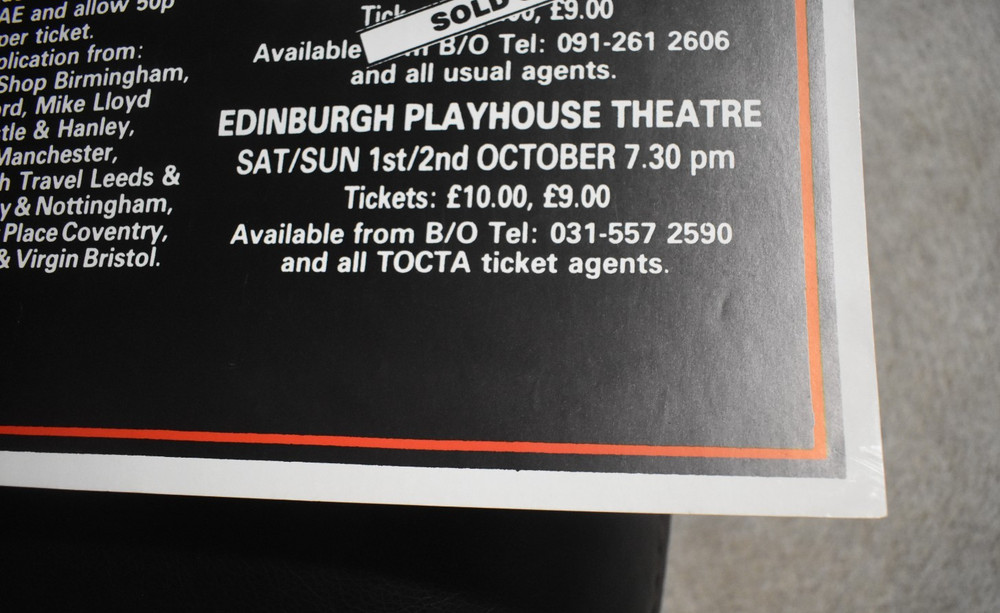 AE and allow 50p
per ticket.
plication from:
Shop Birmingham,
rd, Mike Lloyd
tle & Hanley,
Manchester,
h Travel Leeds &
y & Nottingham,
Place Coventry,
& Virgin Bristol.
SOLD
£9.00
Available B/O Tel: 091-261 2606
and all usual agents.
EDINBURGH PLAYHOUSE THEATRE
SAT/SUN 1st/2nd OCTOBER 7.30 pm
Tickets: £10.00, £9.00
Available from B/O Tel: 031-557 2590
and all TOCTA ticket agents.